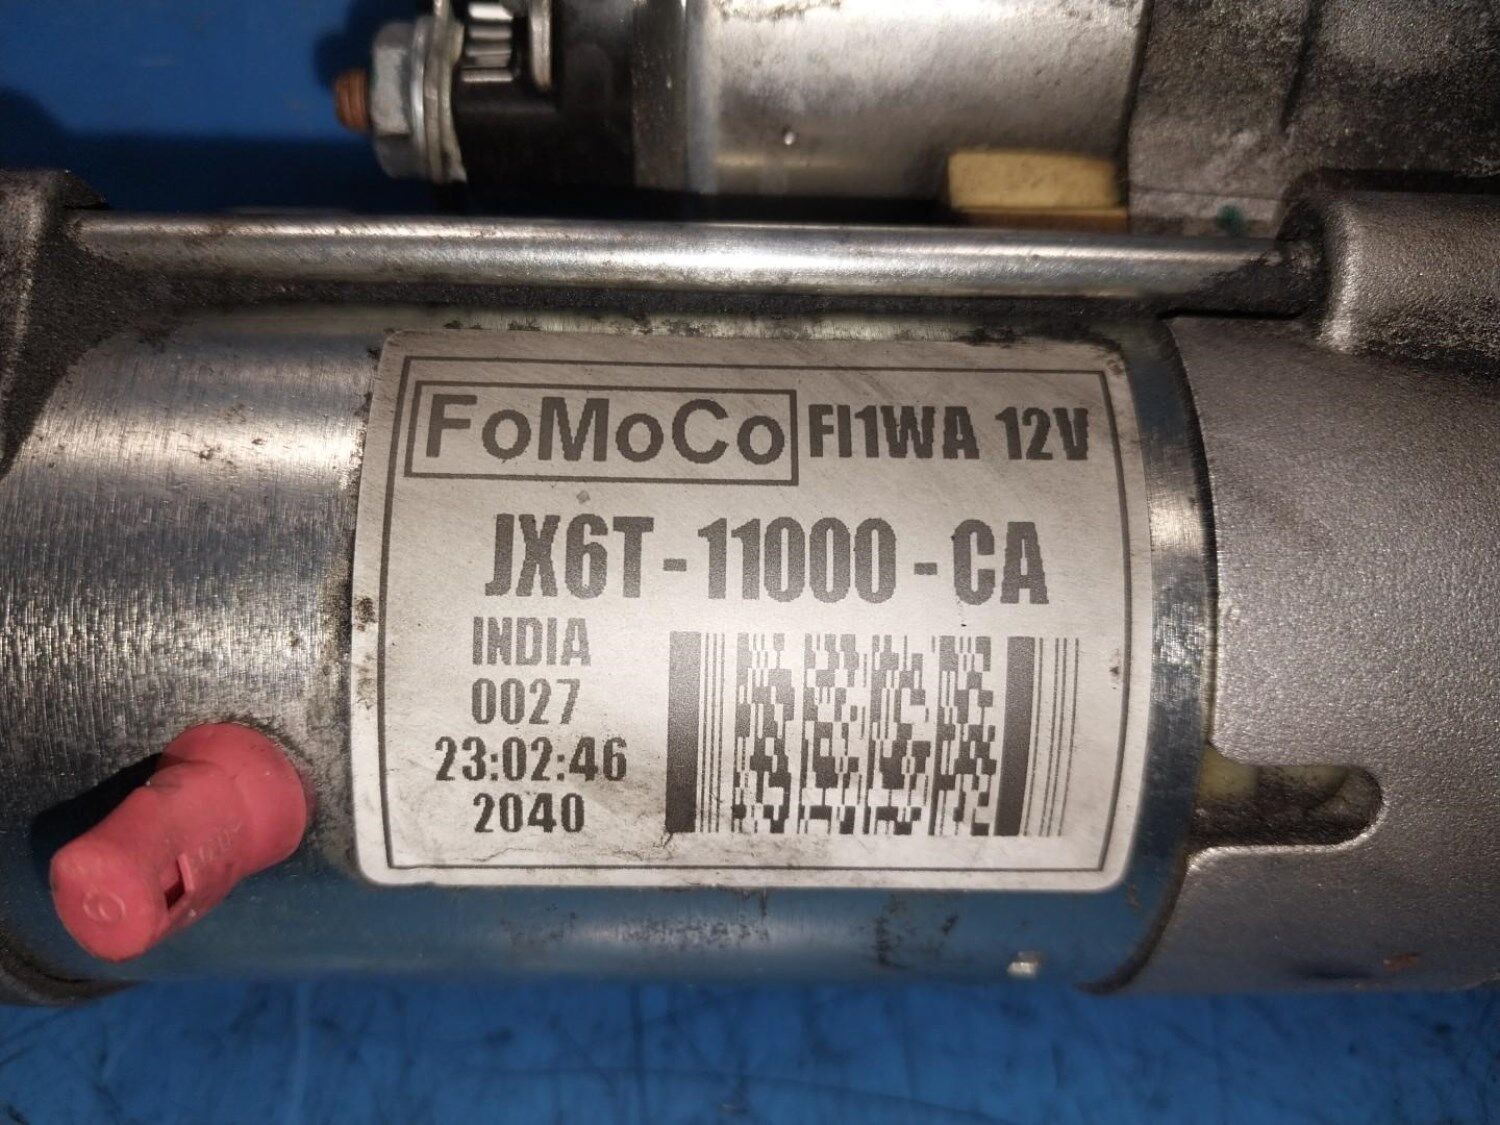 FoMoCo FI1WA 12V
JX6T-11000-CA
INDIA
0027
23:02:46
2040